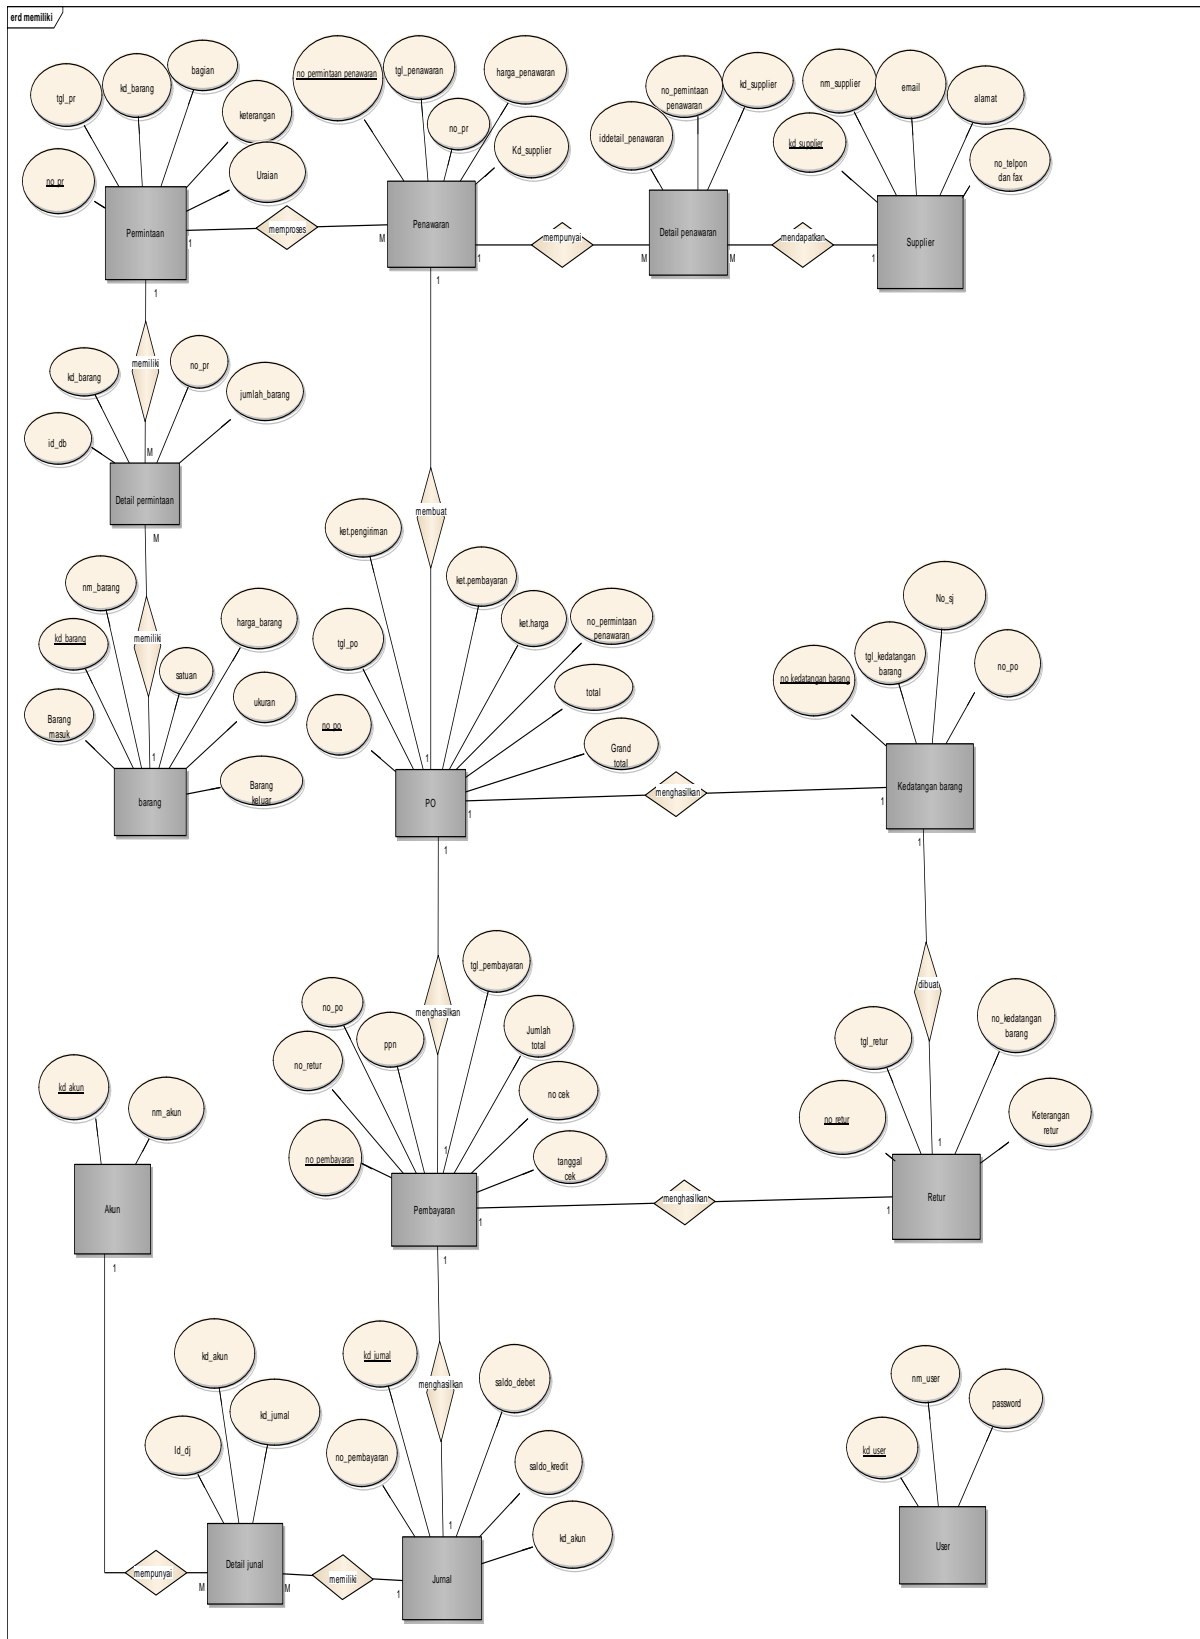 erd memiliki
tgl_pr
kd_barang
bagian
keterangan
no_pr
Uraian
Permintaan
1
1
memproses
no_permintaan penawaran
tgl_penawaran
harga_penawaran
no_pr
Kd_supplier
Penawaran
M
1
1
mempunyai
iddetail_penawaran
no_pemintaan
penawaran
kd_supplier
Detail penawaran
M
M
mendapatkan
nm_supplier
email
alamat
kd_supplier
no_telpon
dan fax
Supplier
1
memiliki
kd_barang
no_pr
jumlah_barang
id_db
M
Detail permintaan
M
memiliki
nm_barang
kd_barang
harga_barang
satuan
ukuran
Barang
masuk
Barang
keluar
1
barang
membuat
ket.pengiriman
ket.pembayaran
tgl_po
ket.harga
no_permintaan
penawaran
total
no_po
Grand
total
1
PO
1
1
menghasilkan
No_sj
tgl_kedatangan
barang
no_po
no kedatangan barang
Kedatangan barang
1
1
menghasilkan
tgl_pembayaran
no_po
ppn
Jumlah
total
no_retur
no cek
no_pembayaran
tanggal
cek
1
Pembayaran
1
1
menghasilkan
dibuat
tgl_retur
no_kedatangan
barang
no_retur
Keterangan
retur
1
Retur
1
kd_akun
nm_akun
Akun
1
mempunyai
kd_akun
kd_jurnal
Id_dj
Detail junal
M
M
memiliki
menghasilkan
kd_jurnal
saldo_debet
no_pembayaran
saldo_kredit
kd_akun
1
Jurnal
1
nm_user
password
kd_user
User